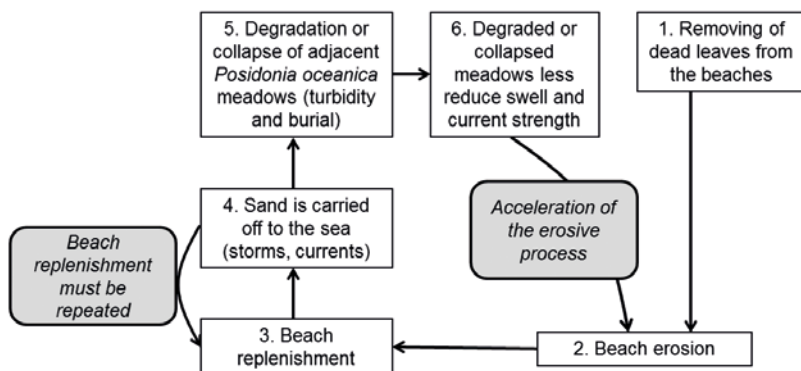 5. Degradation or
collapse of adjacent
Posidonia oceanica
meadows (turbidity
and burial)
6. Degraded or
collapsed
meadows less
reduce swell and
current strength
1. Removing of
dead leaves from
the beaches
4. Sand is carried
off to the sea
(storms, currents)
Acceleration of
the erosive
process
Beach
replenishment
must be
repeated
3. Beach
replenishment
2. Beach erosion